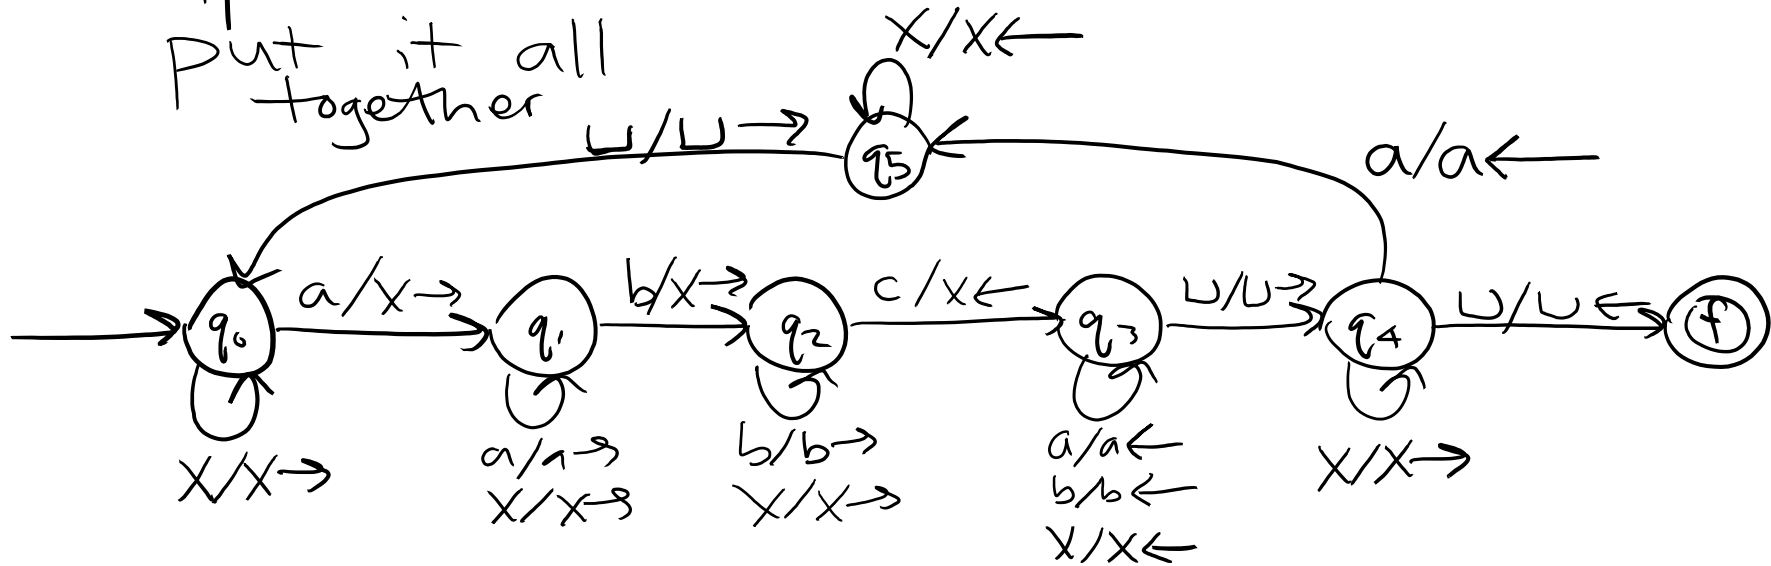 put it all
together
X/X←
⊔/⊔→
q5
a/a←
q0
a/X→
q1
b/X→
q2
c/X←
q3
⊔/⊔→
q4
⊔/⊔←
f
X/X→
a/a→
X/X→
b/b→
X/X→
a/a←
b/b←
X/X←
X/X→